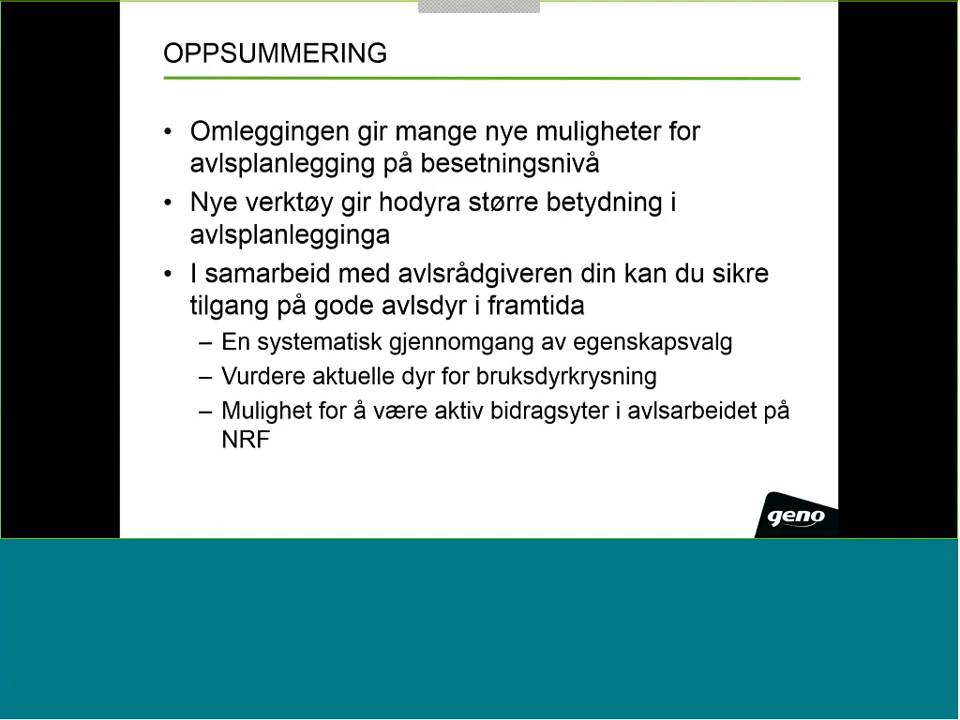 OPPSUMMERING
• Omleggingen gir mange nye muligheter for
avlsplanlegging på besetningsnivå
• Nye verktøy gir hodyra større betydning i
avlsplanlegginga
• I samarbeid med avlsrådgiveren din kan du sikre
tilgang på gode avlsdyr i framtida
– En systematisk gjennomgang av egenskapsvalg
– Vurdere aktuelle dyr for bruksdyrkrysning
– Mulighet for å være aktiv bidragsyter i avlsarbeidet på
NRF
geno